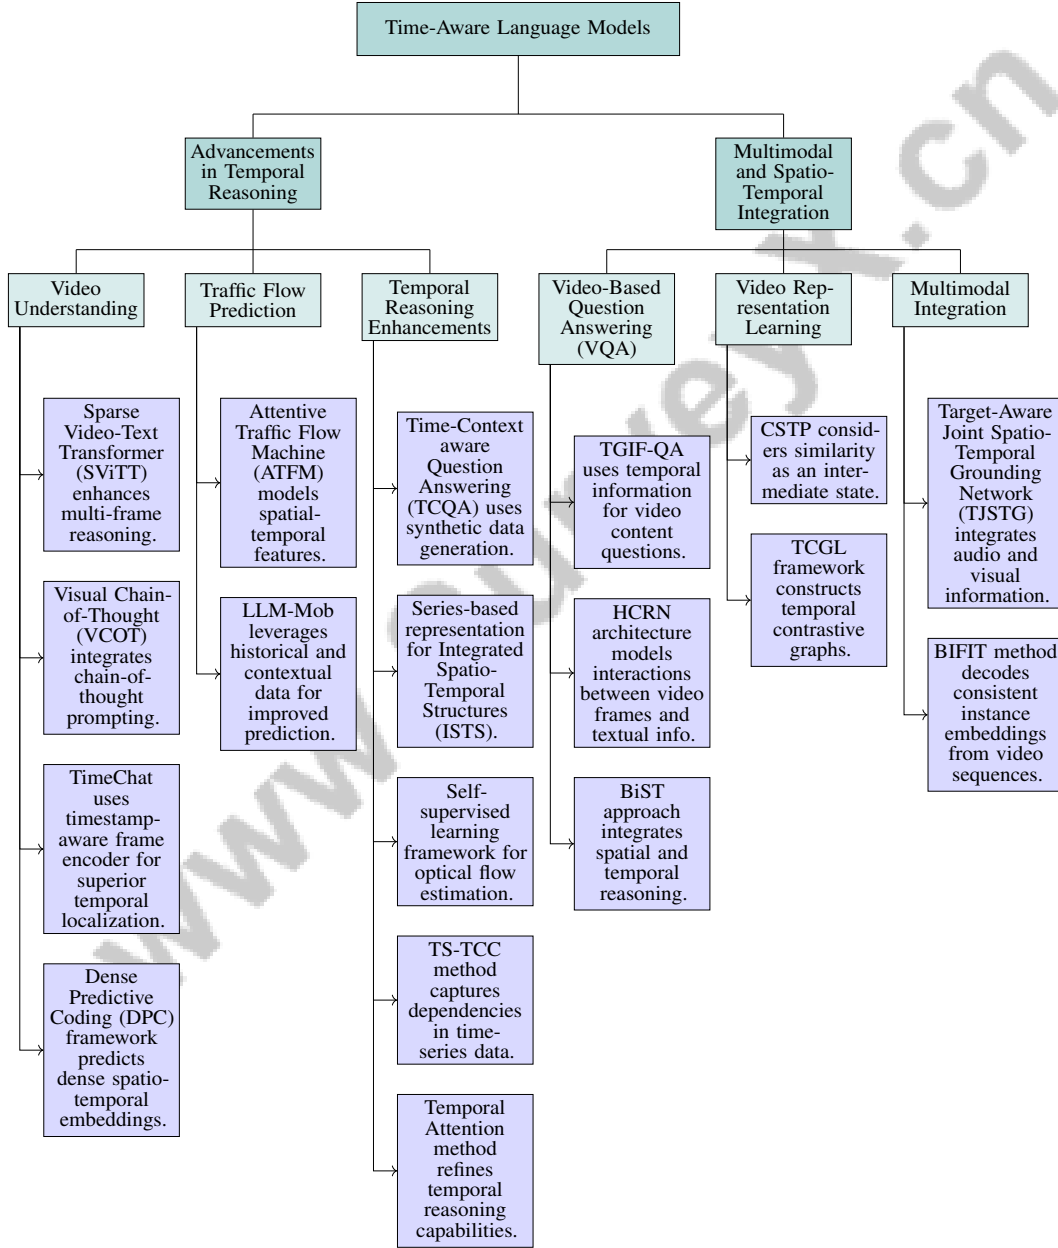 Time-Aware Language Models
Advancements
in Temporal
Reasoning
Multimodal
and Spatio-
Temporal
Integration
Video
Understanding
Traffic Flow
Prediction
Temporal
Reasoning
Enhancements
Video-Based
Question
Answering
(VQA)
Video Rep-
resentation
Learning
Multimodal
Integration
Sparse
Video-Text
Transformer
(SViTT)
enhances
multi-frame
reasoning.
Visual Chain-
of-Thought
(VCOT)
integrates
chain-of-
thought
prompting.
TimeChat
uses
timestamp-
aware frame
encoder for
superior
temporal
localization.
Dense
Predictive
Coding (DPC)
framework
predicts
dense spatio-
temporal
embeddings.
Attentive
Traffic Flow
Machine
(ATFM)
models
spatial-
temporal
features.
LLM-Mob
leverages
historical and
contextual
data for
improved
prediction.
Time-Context
aware
Question
Answering
(TCQA) uses
synthetic data
generation.
Series-based
representation
for Integrated
Spatio-
Temporal
Structures
(ISTS).
Self-
supervised
learning
framework for
optical flow
estimation.
TS-TCC
method
captures
dependencies
in time-
series data.
Temporal
Attention
method
refines
temporal
reasoning
capabilities.
TGIF-QA
uses temporal
information
for video
content
questions.
HCRN
architecture
models
interactions
between video
frames and
textual info.
BiST
approach
integrates
spatial and
temporal
reasoning.
CSTP consid-
ers similarity
as an inter-
mediate state.
TCGL
framework
constructs
temporal
contrastive
graphs.
Target-Aware
Joint Spatio-
Temporal
Grounding
Network
(TJSTG)
integrates
audio and
visual
information.
BIFIT method
decodes
consistent
instance
embeddings
from video
sequences.
www.surveyx.cn